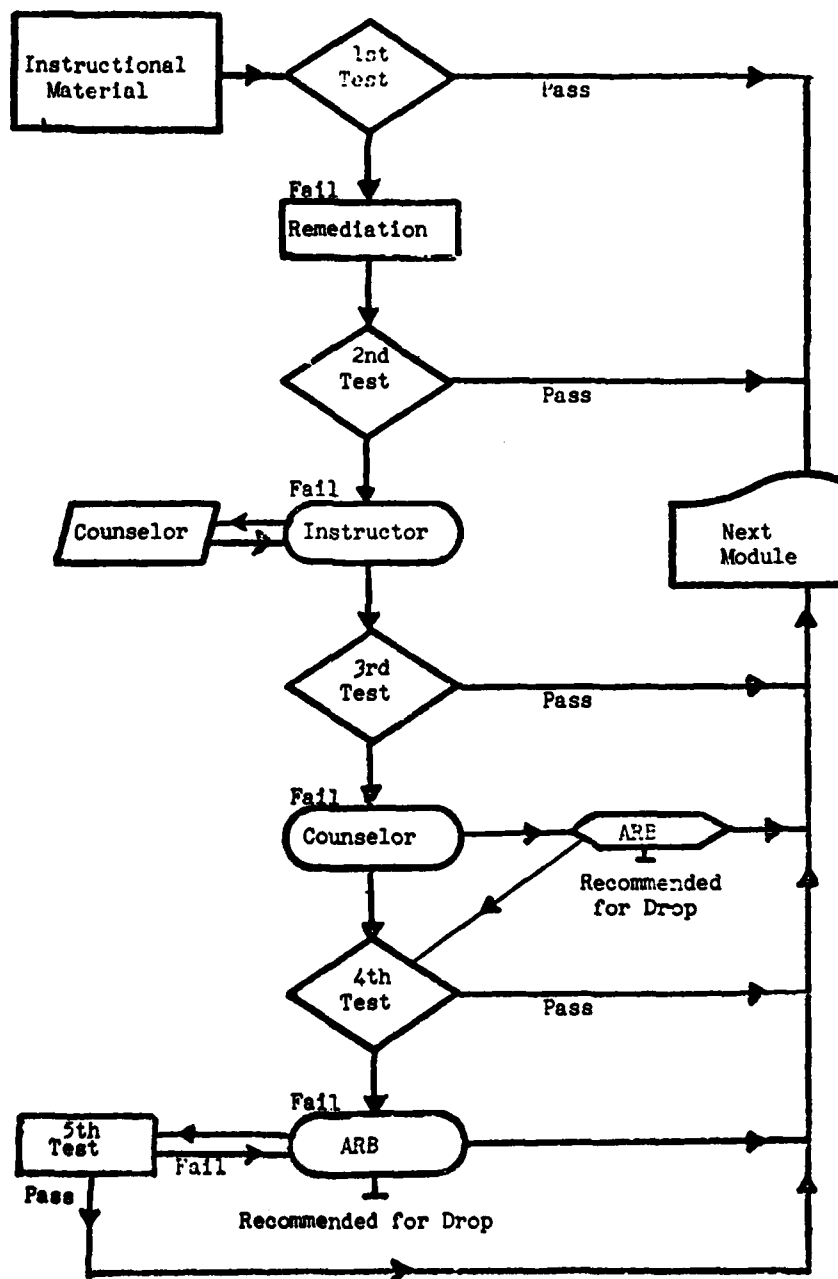 Instructional
Material
1st
Test
Pass
Fail
Remediation
2nd
Test
Pass
Fail
Counselor
Instructor
Next
Module
3rd
Test
Pass
Fail
Counselor
ARB
Recommended
for Drop
4th
Test
Pass
Fail
5th
Test
Fail
ARB
Pass
Recommended for Drop